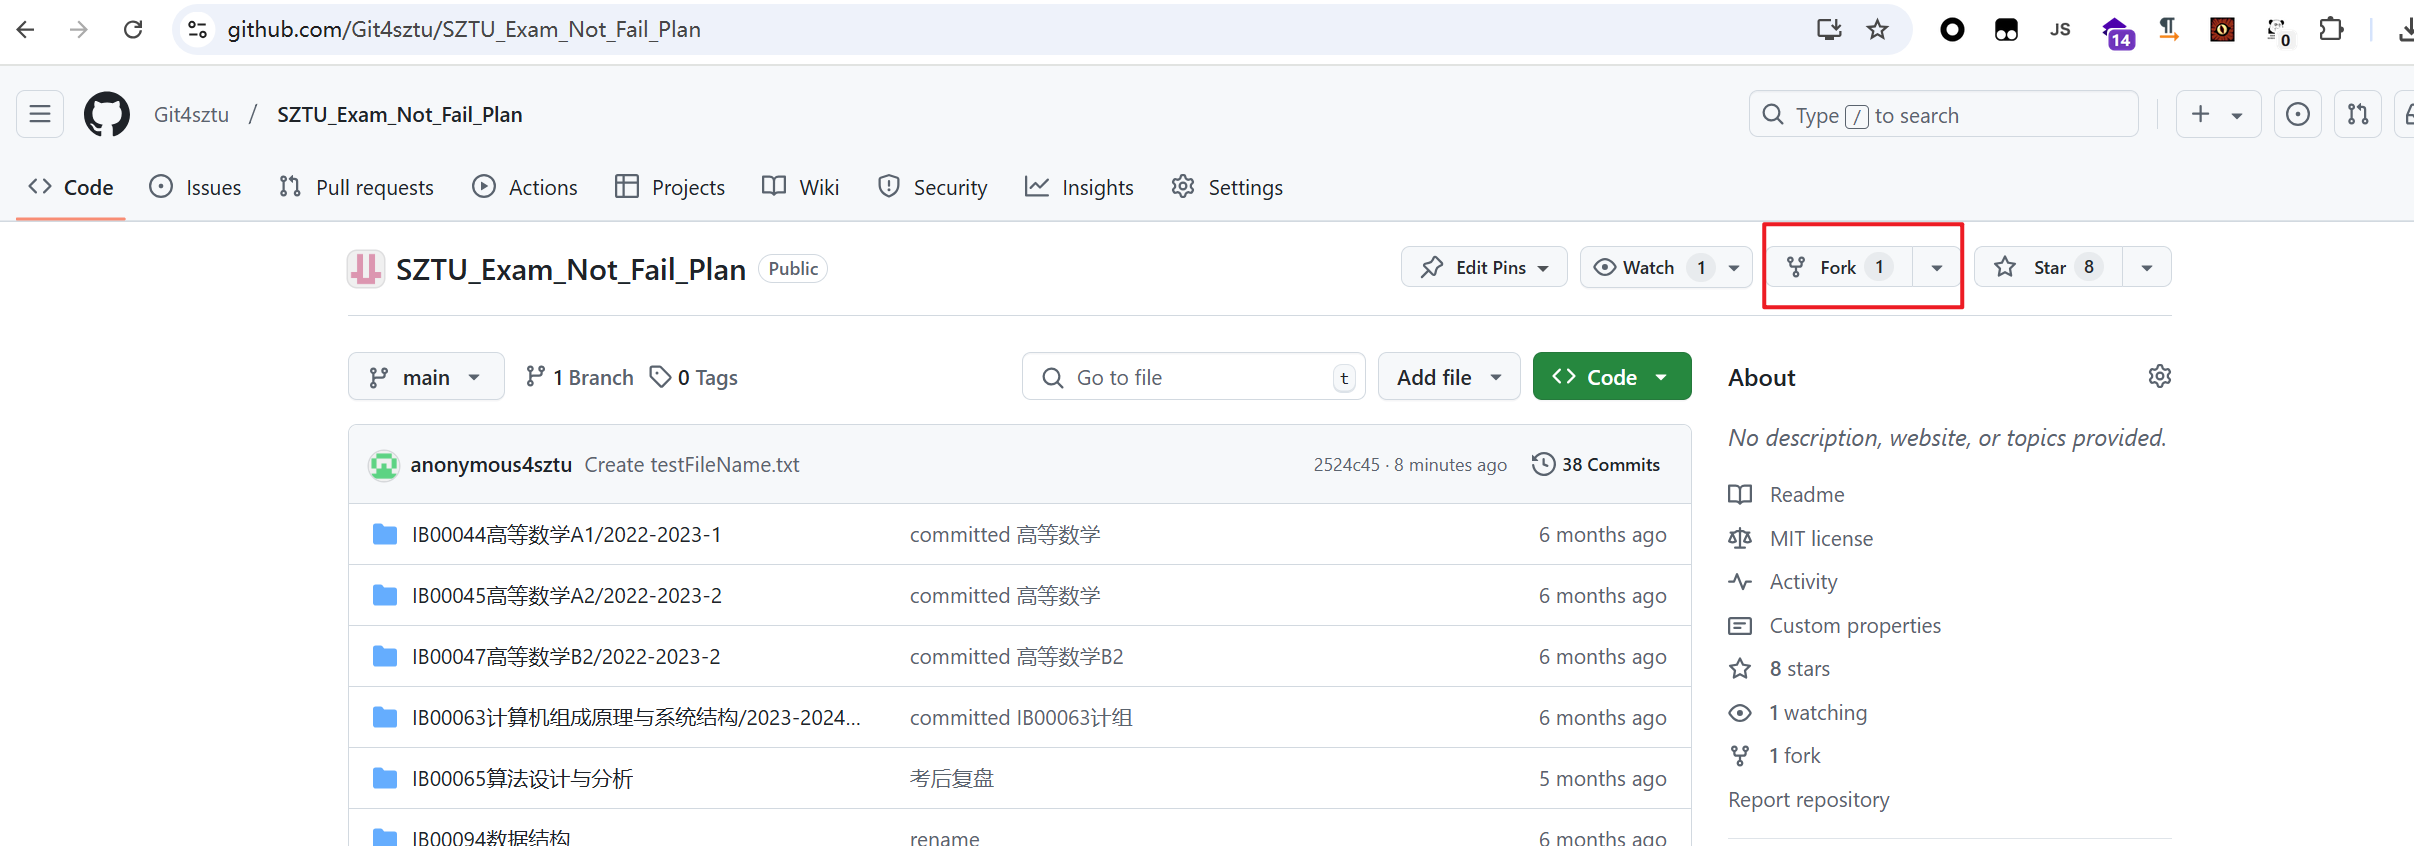 github.com/Git4sztu/SZTU_Exam_Not_Fail_Plan
JS
14
0
Git4sztu / SZTU_Exam_Not_Fail_Plan
Type / to search
Code Issues Pull requests Actions Projects Wiki Security Insights Settings
SZTU_Exam_Not_Fail_Plan Public
Edit Pins Watch 1 Fork 1 Star 8
main 1 Branch 0 Tags Go to file t Add file Code
About
No description, website, or topics provided.
anonymous4sztu Create testFileName.txt 2524c45 · 8 minutes ago 38 Commits
IB00044高等数学A1/2022-2023-1 committed 高等数学 6 months ago
IB00045高等数学A2/2022-2023-2 committed 高等数学 6 months ago
IB00047高等数学B2/2022-2023-2 committed 高等数学B2 6 months ago
IB00063计算机组成原理与系统结构/2023-2024... committed IB00063计组 6 months ago
IB00065算法设计与分析 考后复盘 5 months ago
IB00094数据结构 rename 6 months ago
Readme
MIT license
Activity
Custom properties
8 stars
1 watching
1 fork
Report repository